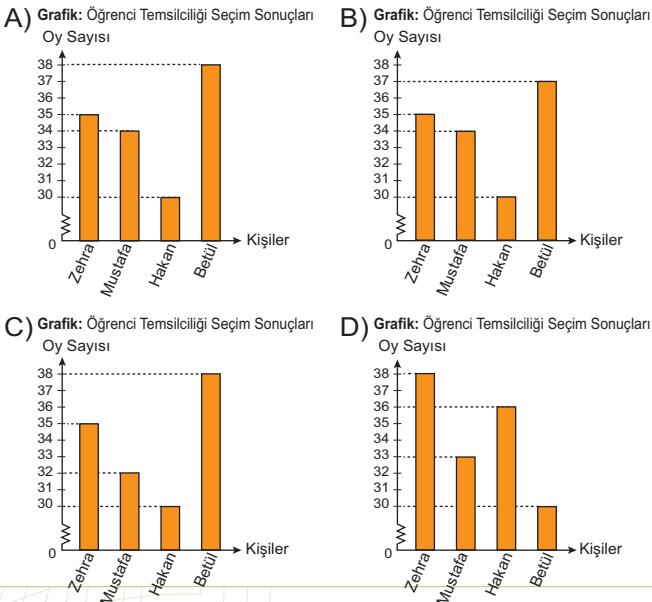 A) Grafik: Öğrenci Temsilciliği Seçim Sonuçları
Oy Sayısı
38
37
36
35
34
33
32
31
30
0
Zehra
Mustafa
Hakan
Betül
Kişiler
B) Grafik: Öğrenci Temsilciliği Seçim Sonuçları
Oy Sayısı
38
37
36
35
34
33
32
31
30
0
Zehra
Mustafa
Hakan
Betül
Kişiler
C) Grafik: Öğrenci Temsilciliği Seçim Sonuçları
Oy Sayısı
38
37
36
35
34
33
32
31
30
0
Zehra
Mustafa
Hakan
Betül
Kişiler
D) Grafik: Öğrenci Temsilciliği Seçim Sonuçları
Oy Sayısı
38
37
36
35
34
33
32
31
30
0
Zehra
Mustafa
Hakan
Betül
Kişiler